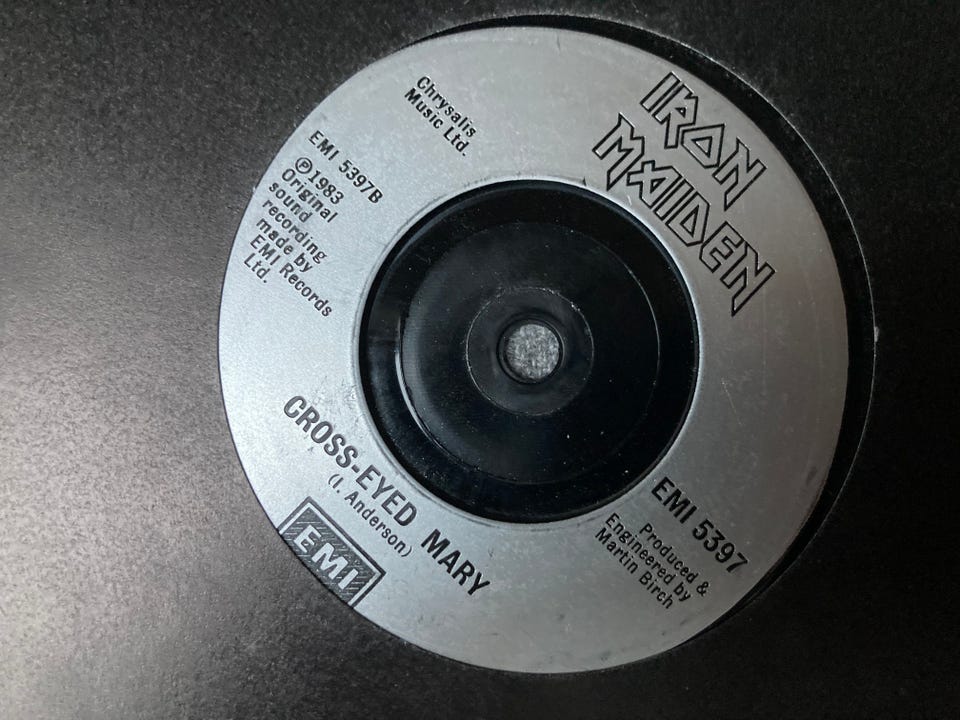 IRON
MAIDEN
Chrysalis
Music Ltd.
EMI 5397B
Ⓟ1983
Original
sound
recording
made by
EMI Records
Ltd.
EMI 5397
Produced &
Engineered by
Martin Birch
CROSS-EYED MARY
(I. Anderson)
EMI